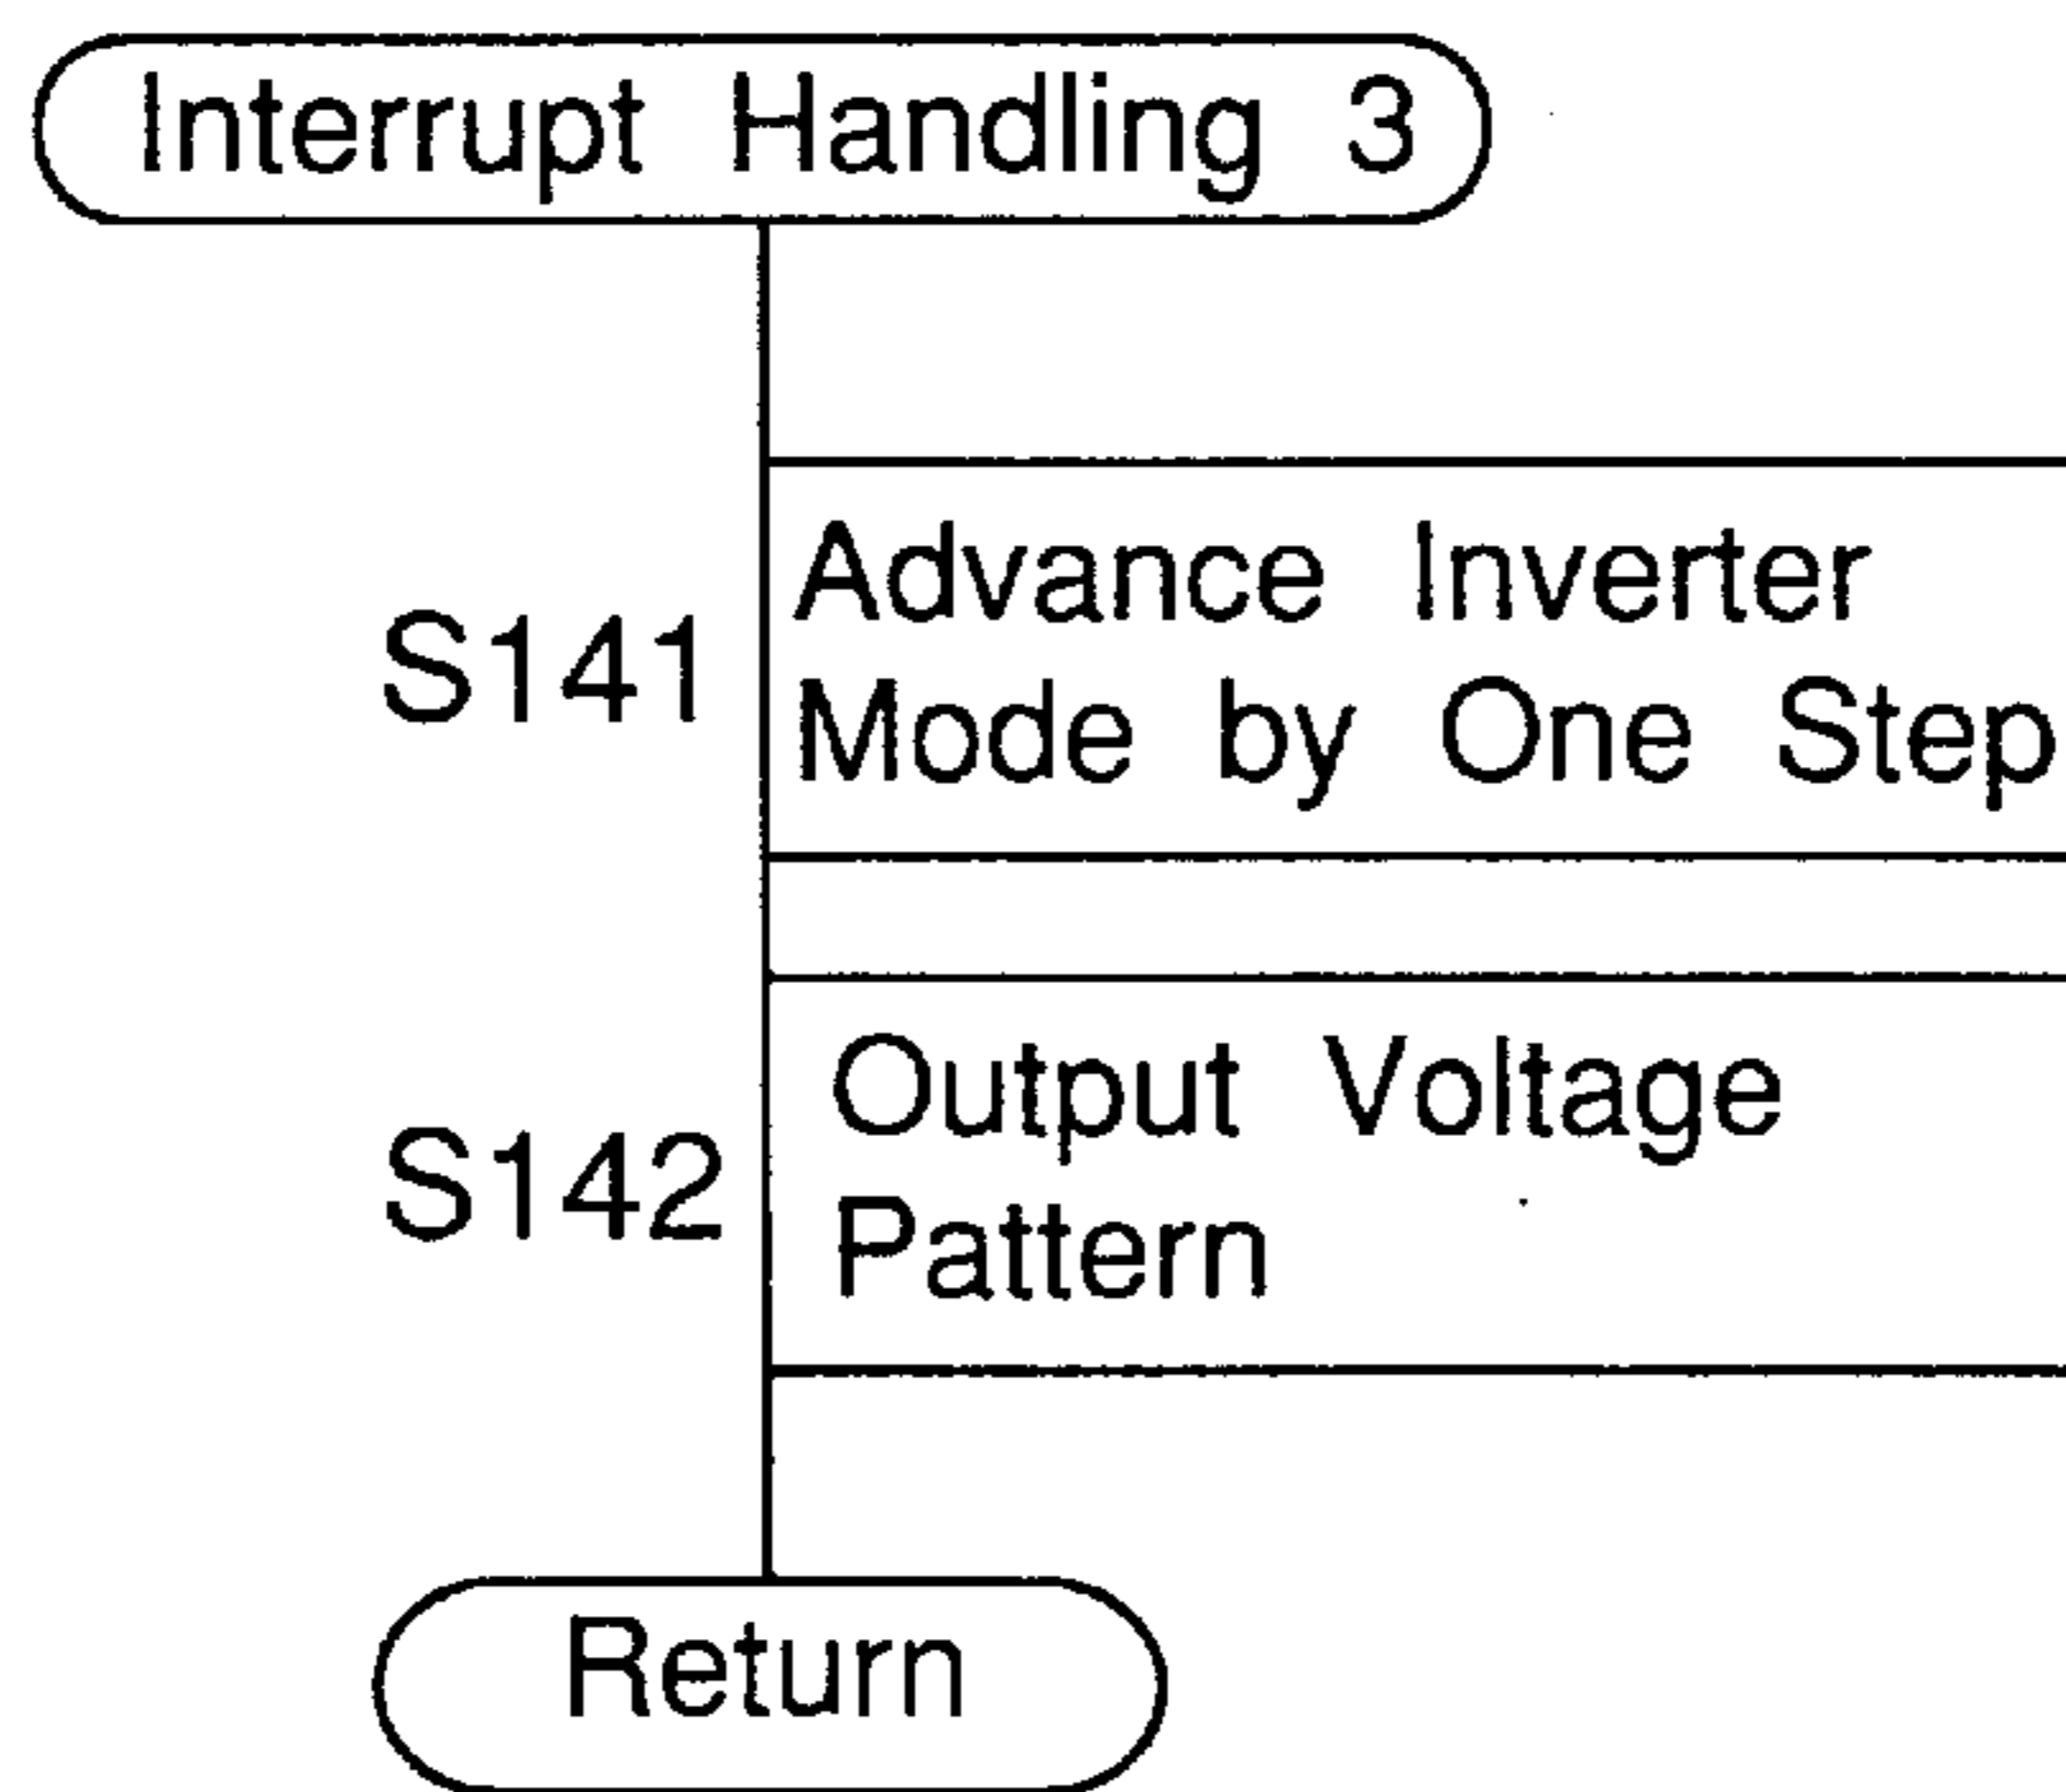 Interrupt Handling 3
S141
Advance Inverter
Mode by One Step
S142
Output Voltage
Pattern
Return